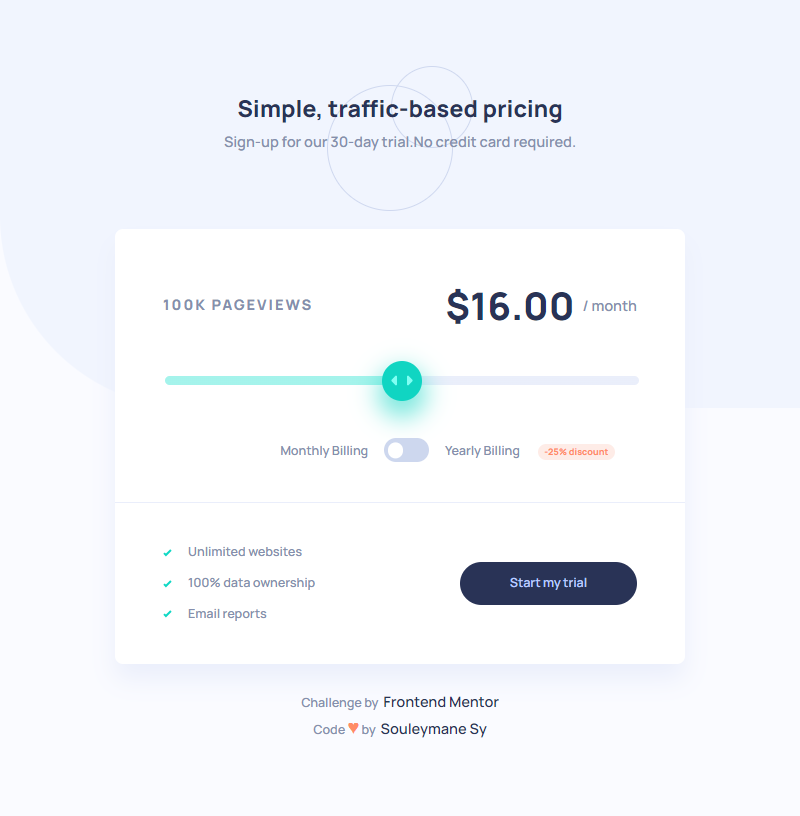 Simple, traffic-based pricing
Sign-up for our 30-day trial.No credit card required.
100K PAGEVIEWS
$16.00 / month
Monthly Billing
Yearly Billing
-25% discount
Unlimited websites
100% data ownership
Email reports
Start my trial
Challenge by Frontend Mentor
Code ♥ by Souleymane Sy